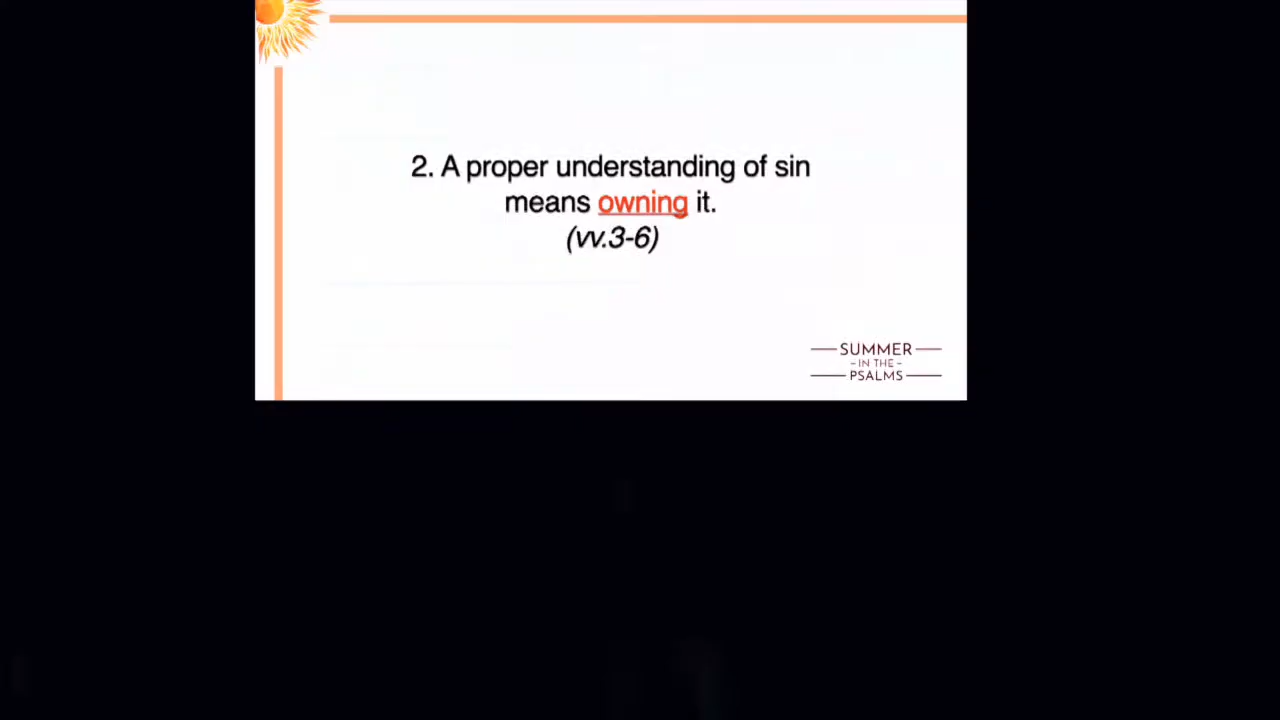 2. A proper understanding of sin
means owning it.
(vv.3-6)
SUMMER
-IN THE-
PSALMS